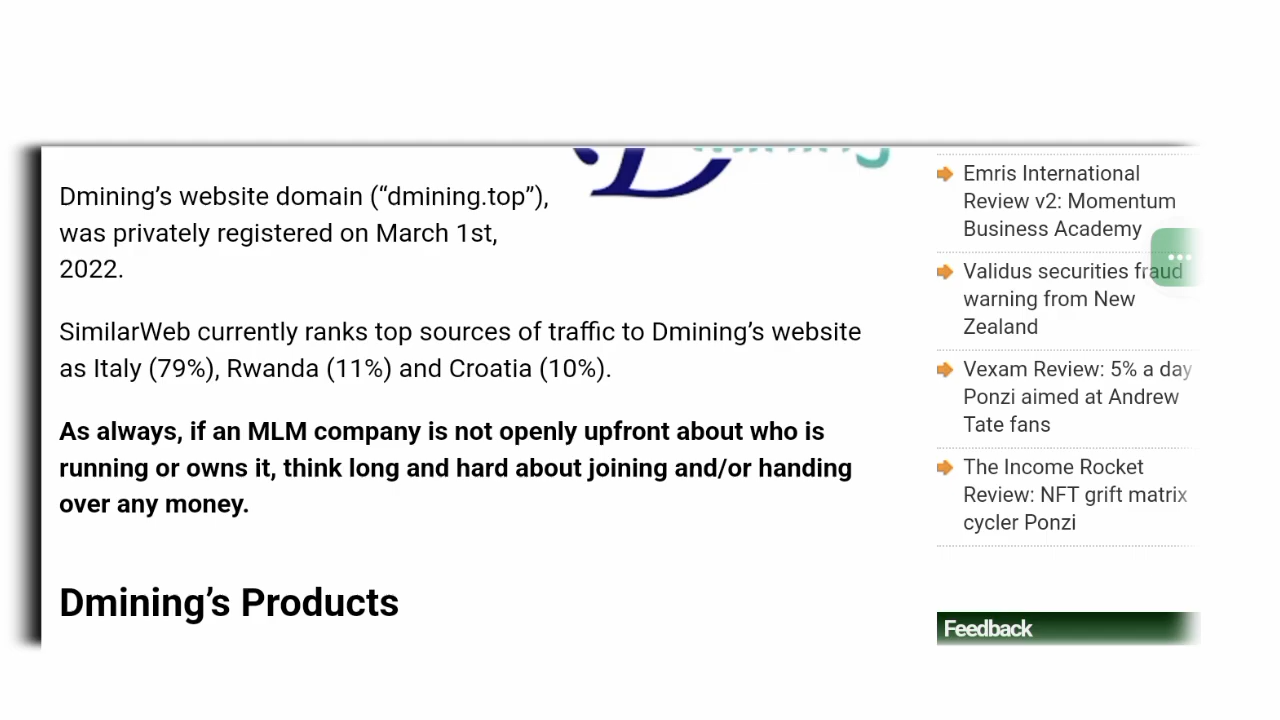 Dmining’s website domain (“dmining.top”),
was privately registered on March 1st,
2022.
SimilarWeb currently ranks top sources of traffic to Dmining’s website
as Italy (79%), Rwanda (11%) and Croatia (10%).
As always, if an MLM company is not openly upfront about who is
running or owns it, think long and hard about joining and/or handing
over any money.
Dmining’s Products
Emris International
Review v2: Momentum
Business Academy
Validus securities fraud
warning from New
Zealand
Vexam Review: 5% a day
Ponzi aimed at Andrew
Tate fans
The Income Rocket
Review: NFT grift matrix
cycler Ponzi
Feedback